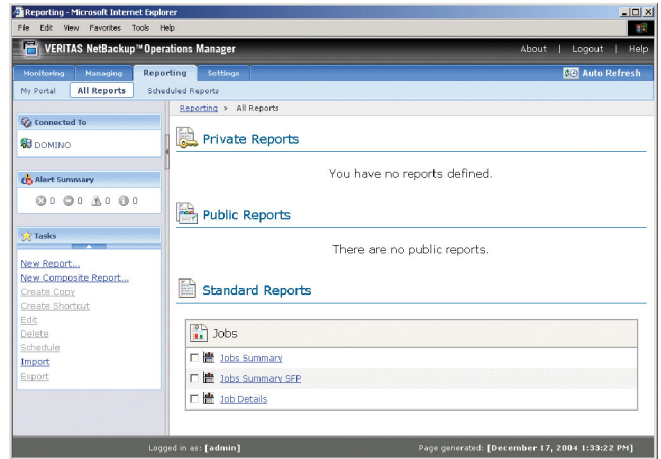 Reporting - Microsoft Internet Explorer
File Edit View Favorites Tools Help
VERITAS NetBackup™ Operations Manager
About | Logout | Help
Monitoring Managing Reporting Settings
Auto Refresh
My Portal All Reports Scheduled Reports
Reporting » All Reports
Connected To
DOMINO
Alert Summary
0 0 0 0
Tasks
New Report...
New Composite Report...
Create Copy
Create Shortcut
Edit
Delete
Schedule
Import
Export
Private Reports
You have no reports defined.
Public Reports
There are no public reports.
Standard Reports
Jobs
Jobs Summary
Jobs Summary SFP
Job Details
Logged in as: [admin]
Page generated: [December 17, 2004 1:33:22 PM]